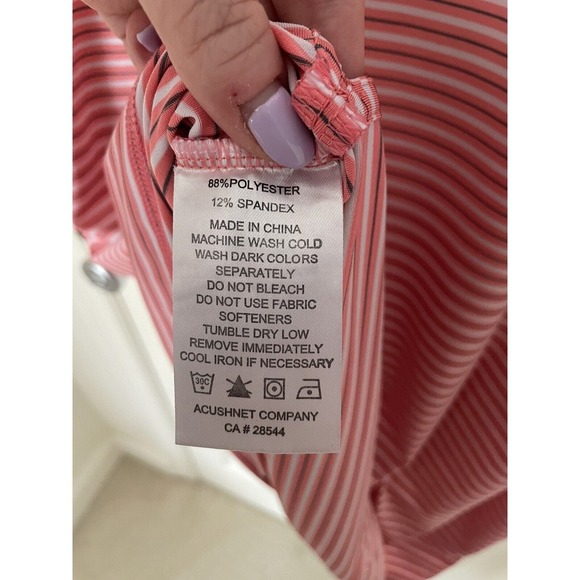 88%POLYESTER
12% SPANDEX
MADE IN CHINA
MACHINE WASH COLD
WASH DARK COLORS
SEPARATELY
DO NOT BLEACH
DO NOT USE FABRIC
SOFTENERS
TUMBLE DRY LOW
REMOVE IMMEDIATELY
COOL IRON IF NECESSARY
30C
ACUSHNET COMPANY
CA # 28544